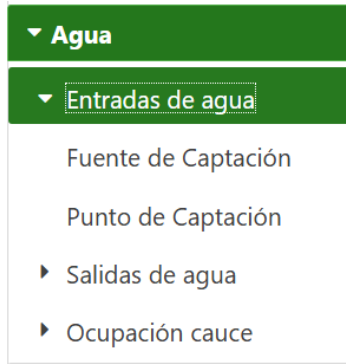 Agua
Entradas de agua
Fuente de Captación
Punto de Captación
Salidas de agua
Ocupación cauce